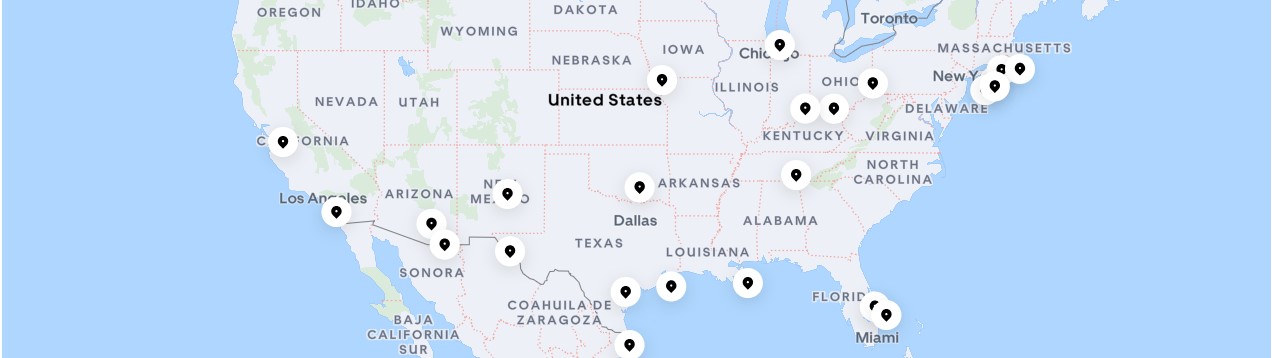 OREGON
IDAHO
WYOMING
DAKOTA
Toronto
IOWA
NEBRASKA
Chicago
MASSACHUSETTS
New Y
NEVADA
UTAH
United States
ILLINOIS
OHIO
DELAWARE
C FORNIA
KENTUCKY
VIRGINIA
NORTH
CAROLINA
Los Angeles
ARIZONA
NE
ME CO
ARKANSAS
Dallas
ALABAMA
TEXAS
LOUISIANA
SONORA
COAHUILA DE
ZARAGOZA
FLORID
Miami
BAJA
CALIFORNIA
SUR